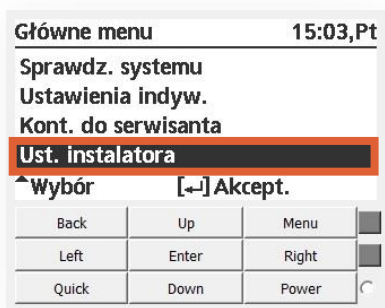 Główne menu 15:03,Pt
Sprawdz. systemu
Ustawienia indyw.
Kont. do serwisanta
Ust. instalatora
Wybór [↵] Akcept.
Back Up Menu
Left Enter Right
Quick Down Power